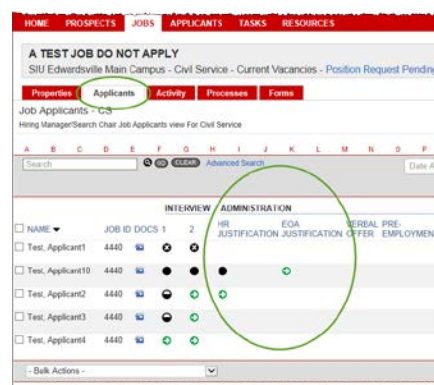 HOME PROSPECTS JOBS APPLICANTS TASKS RESOURCES
A TEST JOB DO NOT APPLY
SIU Edwardsville Main Campus - Civil Service - Current Vacancies - Position Request Pending
Properties Applicants Activity Processes Forms
Job Applicants - CS
Hiring Manager/Search Chair Job Applicants view For Civil Service
A B C D E F G H I J K L M N O P
Search GO CLEAR Advanced Search Date A
INTERVIEW ADMINISTRATION
NAME JOB ID DOCS 1 2 HR JUSTIFICATION EOA JUSTIFICATION VERBAL OFFER PRE-EMPLOYMEN
Test, Applicant1 4440
Test, Applicant10 4440
Test, Applicant2 4440
Test, Applicant3 4440
Test, Applicant4 4440
- Bulk Actions -